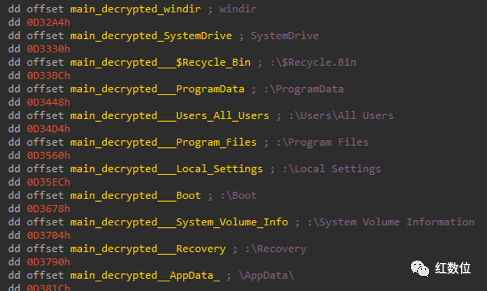 dd offset main_decrypted_windir ; windir
dd 0D32A4h
dd offset main_decrypted_SystemDrive ; SystemDrive
dd 0D3330h
dd offset main_decrypted___$Recycle_Bin ; :\$Recycle.Bin
dd 0D33BCh
dd offset main_decrypted___ProgramData ; :\ProgramData
dd 0D3448h
dd offset main_decrypted___Users_All_Users ; :\Users\All Users
dd 0D34D4h
dd offset main_decrypted___Program_Files ; :\Program Files
dd 0D3560h
dd offset main_decrypted___Local_Settings ; :\Local Settings
dd 0D35ECh
dd offset main_decrypted___Boot ; :\Boot
dd 0D3678h
dd offset main_decrypted___System_Volume_Info ; :\System Volume Information
dd 0D3704h
dd offset main_decrypted___Recovery ; :\Recovery
dd 0D3790h
dd offset main_decrypted__AppData_ ; \AppData\
dd 0D381Ch
红数位